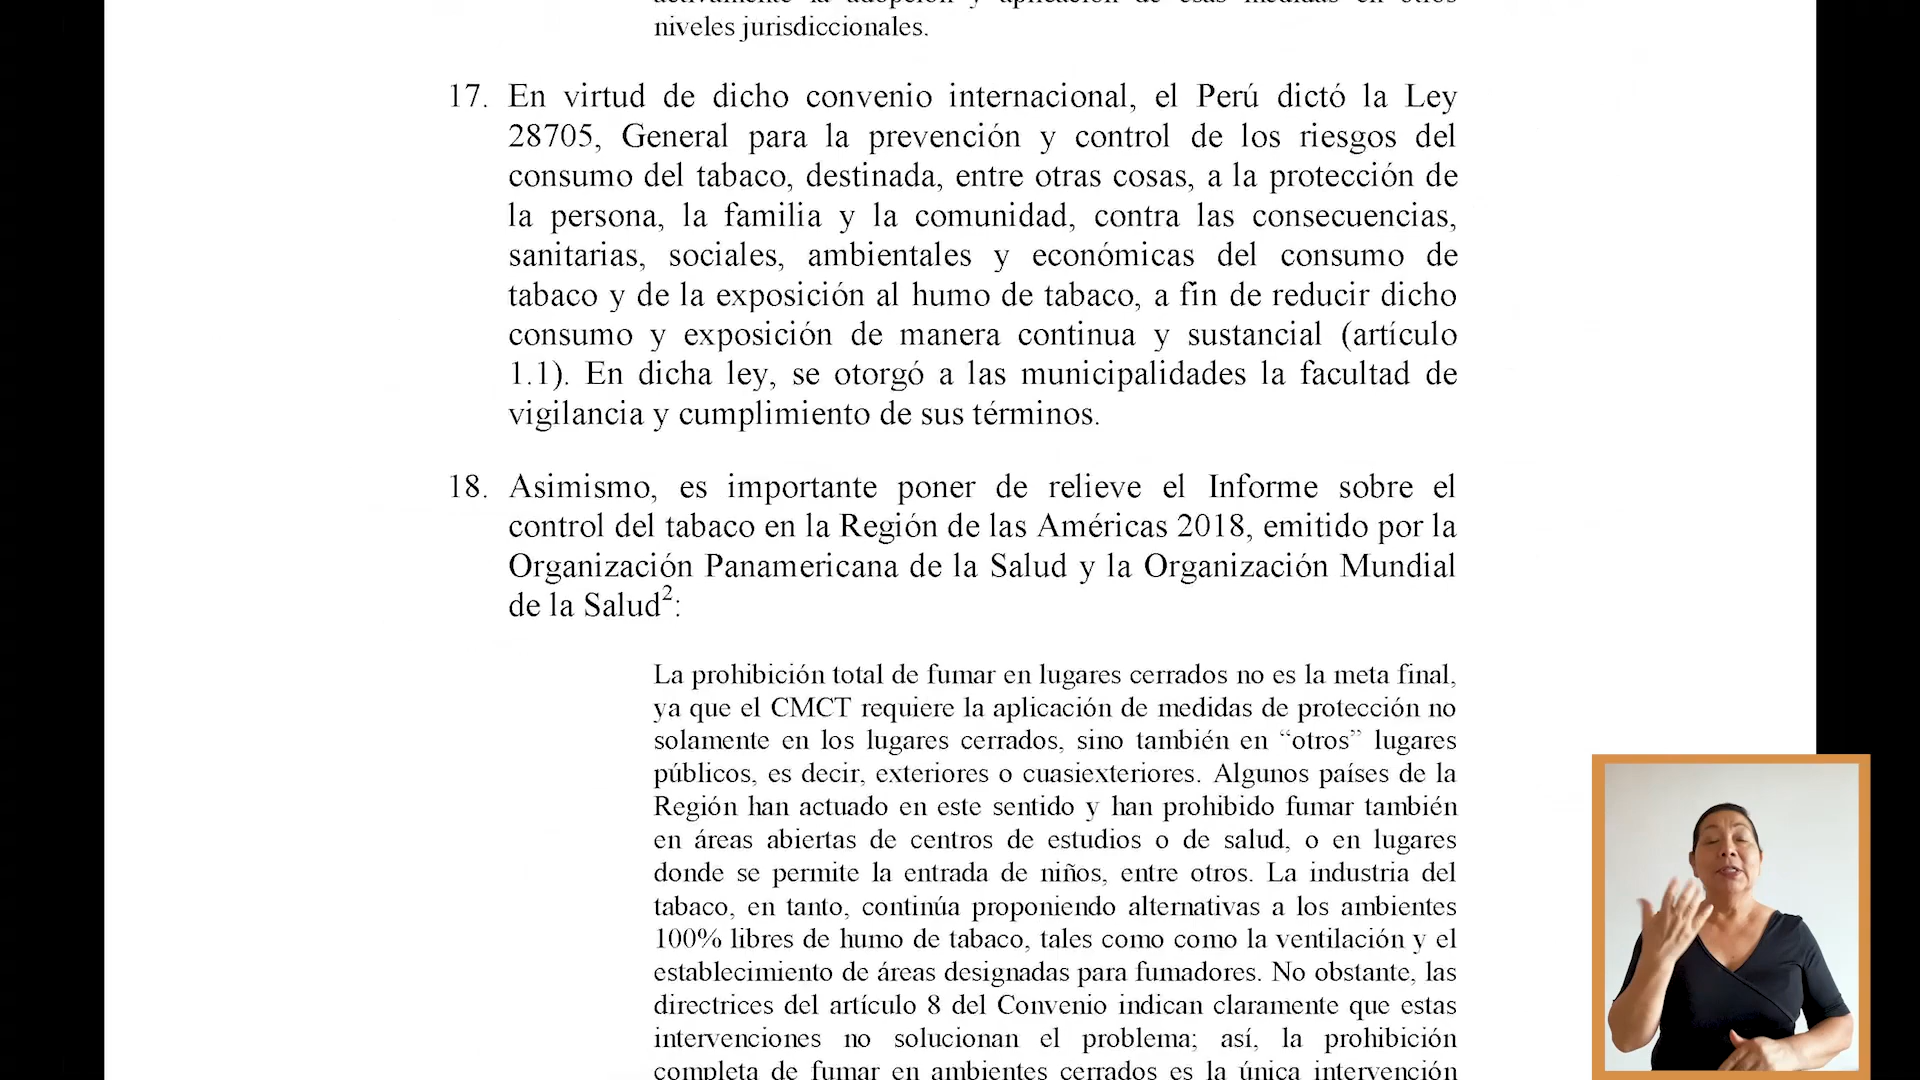 niveles jurisdiccionales.
17. En virtud de dicho convenio internacional, el Perú dictó la Ley
28705, General para la prevención y control de los riesgos del
consumo del tabaco, destinada, entre otras cosas, a la protección de
la persona, la familia y la comunidad, contra las consecuencias,
sanitarias, sociales, ambientales y económicas del consumo de
tabaco y de la exposición al humo de tabaco, a fin de reducir dicho
consumo y exposición de manera continua y sustancial (artículo
1.1). En dicha ley, se otorgó a las municipalidades la facultad de
vigilancia y cumplimiento de sus términos.
18. Asimismo, es importante poner de relieve el Informe sobre el
control del tabaco en la Región de las Américas 2018, emitido por la
Organización Panamericana de la Salud y la Organización Mundial
de la Salud2:
La prohibición total de fumar en lugares cerrados no es la meta final,
ya que el CMCT requiere la aplicación de medidas de protección no
solamente en los lugares cerrados, sino también en “otros” lugares
públicos, es decir, exteriores o cuasiexteriores. Algunos países de la
Región han actuado en este sentido y han prohibido fumar también
en áreas abiertas de centros de estudios o de salud, o en lugares
donde se permite la entrada de niños, entre otros. La industria del
tabaco, en tanto, continúa proponiendo alternativas a los ambientes
100% libres de humo de tabaco, tales como como la ventilación y el
establecimiento de áreas designadas para fumadores. No obstante, las
directrices del artículo 8 del Convenio indican claramente que estas
intervenciones no solucionan el problema; así, la prohibición
completa de fumar en ambientes cerrados es la única intervención